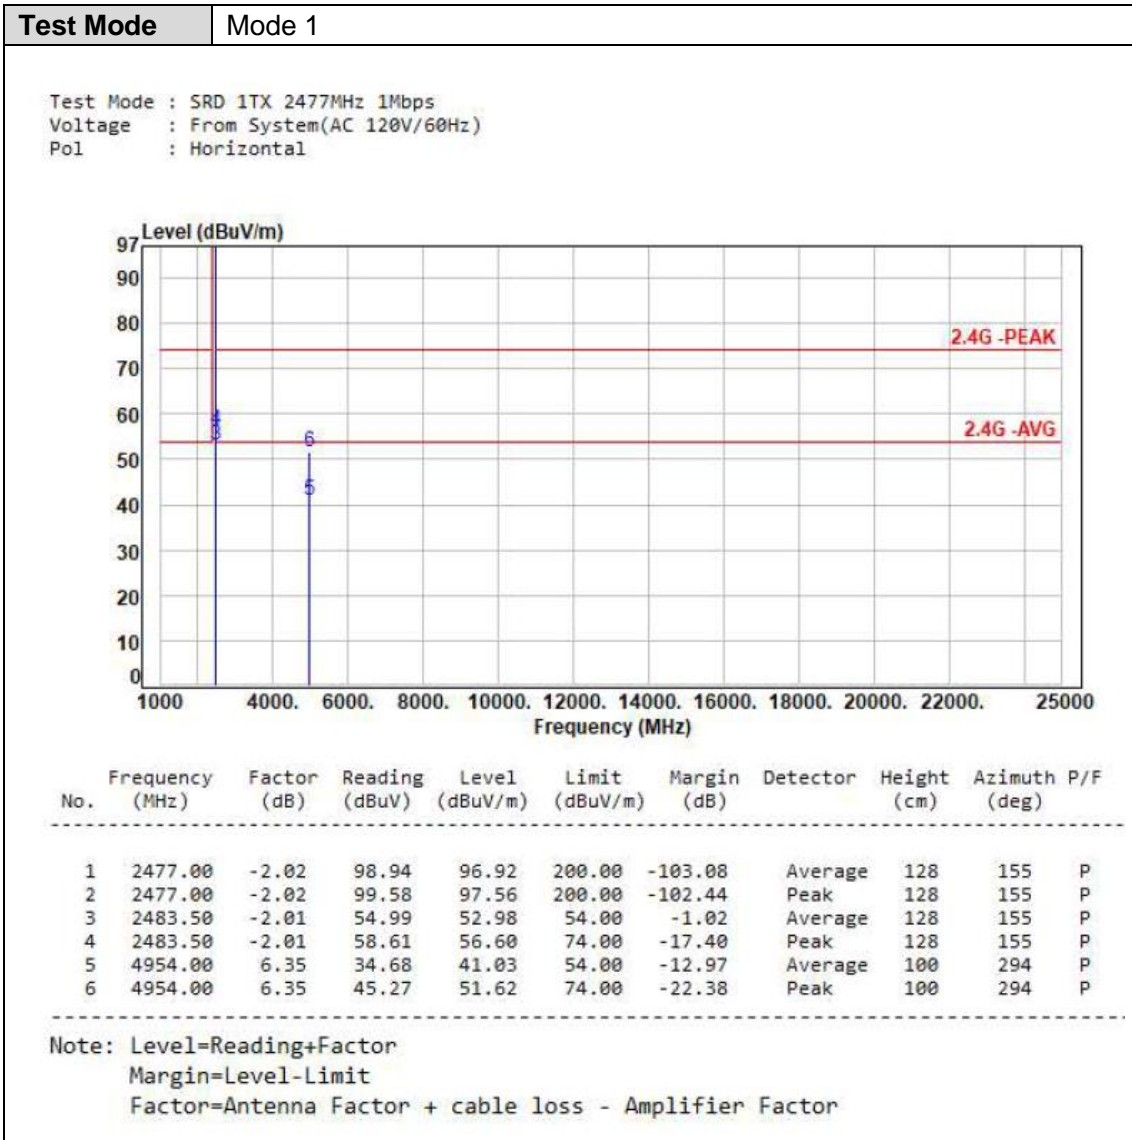 Test Mode Mode 1
Test Mode : SRD 1TX 2477MHz 1Mbps
Voltage : From System(AC 120V/60Hz)
Pol : Horizontal
Level (dBuV/m)
97
90
80
2.4G -PEAK
70
60
4
3
6
2.4G -AVG
50
5
40
30
20
10
0
1000 4000. 6000. 8000. 10000. 12000. 14000. 16000. 18000. 20000. 22000. 25000
Frequency (MHz)
Frequency Factor Reading Level Limit Margin Detector Height Azimuth P/F
No. (MHz) (dB) (dBuV) (dBuV/m) (dBuV/m) (dB) (cm) (deg)
1 2477.00 -2.02 98.94 96.92 200.00 -103.08 Average 128 155 P
2 2477.00 -2.02 99.58 97.56 200.00 -102.44 Peak 128 155 P
3 2483.50 -2.01 54.99 52.98 54.00 -1.02 Average 128 155 P
4 2483.50 -2.01 58.61 56.60 74.00 -17.40 Peak 128 155 P
5 4954.00 6.35 34.68 41.03 54.00 -12.97 Average 100 294 P
6 4954.00 6.35 45.27 51.62 74.00 -22.38 Peak 100 294 P
Note: Level=Reading+Factor
Margin=Level-Limit
Factor=Antenna Factor + cable loss - Amplifier Factor